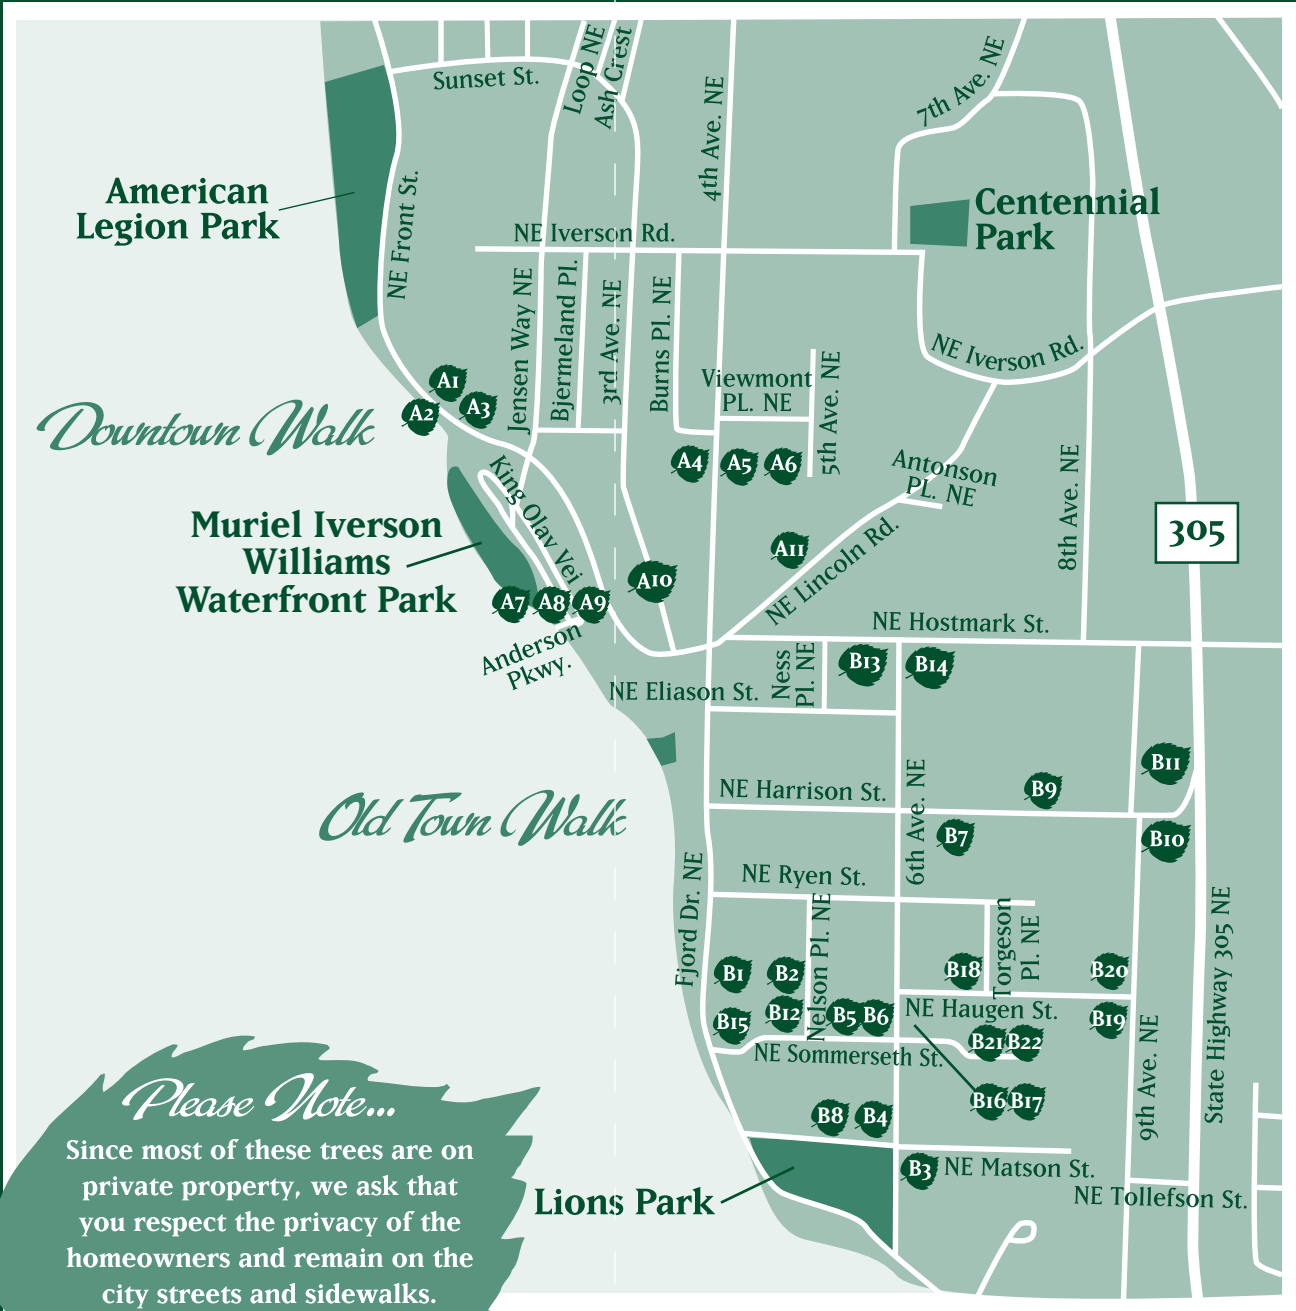 Sunset St.
Loop NE
Ash Crest
4th Ave. NE
7th Ave. NE
American
Legion Park
NE Front St.
Centennial
Park
NE Iverson Rd.
Jensen Way NE
Bjermeland Pl.
3rd Ave. NE
Burns Pl. NE
Viewmont
PL. NE
5th Ave. NE
NE Iverson Rd.
A1
A2
A3
Downtown Walk
A4
A5
A6
Antonson
PL. NE
8th Ave. NE
King Olav Vei
Muriel Iverson
Williams
Waterfront Park
305
A11
NE Lincoln Rd.
A7
A8
A9
A10
Anderson
Pkwy.
NE Hostmark St.
Ness
Pl. NE
B13
B14
NE Eliason St.
B11
NE Harrison St.
B9
6th Ave. NE
Old Town Walk
B7
B10
NE Ryen St.
Fjord Dr. NE
Nelson Pl. NE
Torgeson
Pl. NE
State Highway 305 NE
B1
B2
B18
B20
B15
B12
B5
B6
NE Haugen St.
B19
B21
B22
NE Sommerseth St.
9th Ave. NE
B16
B17
B8
B4
B3
NE Matson St.
NE Tollefson St.
Lions Park
Please Note...
Since most of these trees are on
private property, we ask that
you respect the privacy of the
homeowners and remain on the
city streets and sidewalks.